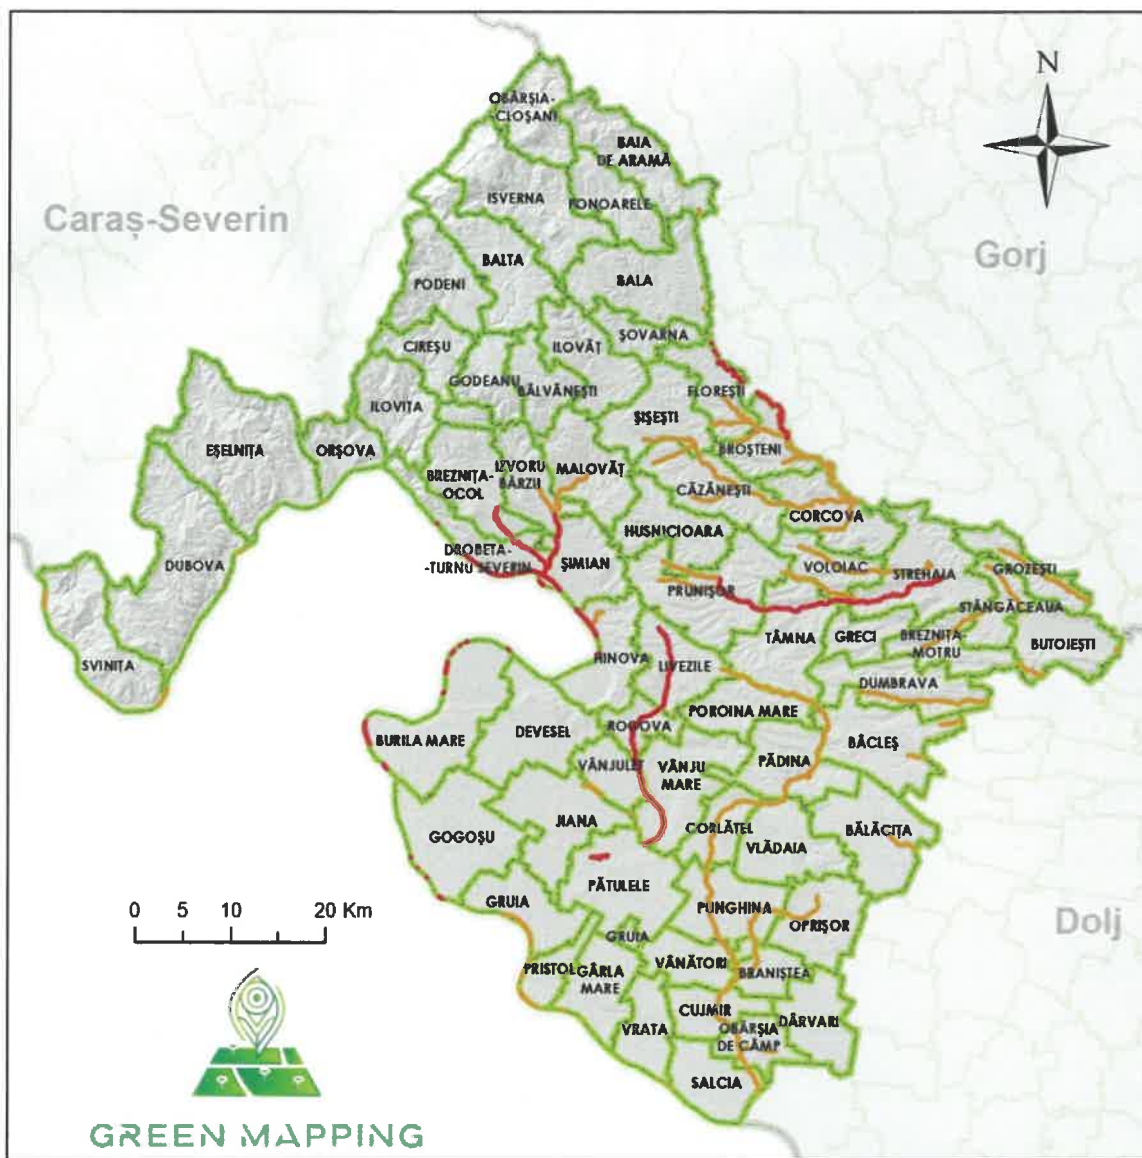 N
OBÂRȘIA-
CLOȘANI
BAIA
DE ARAMĂ
ISVERNA
PONOARELE
Caraș-Severin
Gorj
BALTA
PODENI
BALA
CIREȘU
ILOVĂȚ
ȘOVARNA
GODEANU
BĂLVĂNEȘTI
FLOREȘTI
ILOVIȚA
ȘIȘEȘTI
EȘELNIȚA
ORȘOVA
BROȘTENI
BREZNIȚA-
OCOL
IZVORU
BÂRZII
MALOVĂȚ
CĂZĂNEȘTI
CORCOVA
HUSNICIOARA
DROBETA-
-TURNU SEVERIN
ȘIMIAN
DUBOVA
PRUNIȘOR
VOLOIAC
STREHAIA
GROZEȘTI
STÂNGĂCEAUA
TÂMNA
GRECI
BREZNIȚA-
MOTRU
BUTOIEȘTI
SVINIȚA
HINOVA
LIVEZILE
DUMBRAVA
POROINA MARE
ROGOVA
BURILA MARE
DEVESEL
BÂCLEȘ
VÂNJULEȚ
VÂNJU
MARE
PĂDINA
JIANA
GOGOȘU
CORLĂȚEL
VLĂDAIA
BĂLĂCIȚA
PĂTULELE
GRUIA
PUNGHINA
OPRIȘOR
0 5 10 20 Km
Dolj
GRUIA
PRISTOL
GÂRLA
MARE
VÂNĂTORI
BRANIȘTEA
CUJMIR
DÂRVARI
VRATA
OBÂRȘIA
DE CÂMP
SALCIA
GREEN MAPPING